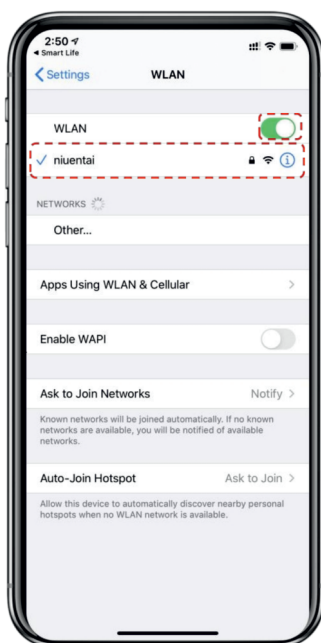 2:50
Smart Life
Settings
WLAN
WLAN
niuentai
NETWORKS
Other...
Apps Using WLAN & Cellular
Enable WAPI
Ask to Join Networks
Notify
Known networks will be joined automatically. If no known
networks are available, you will be notified of available
networks.
Auto-Join Hotspot
Ask to Join
Allow this device to automatically discover nearby personal
hotspots when no WLAN network is available.